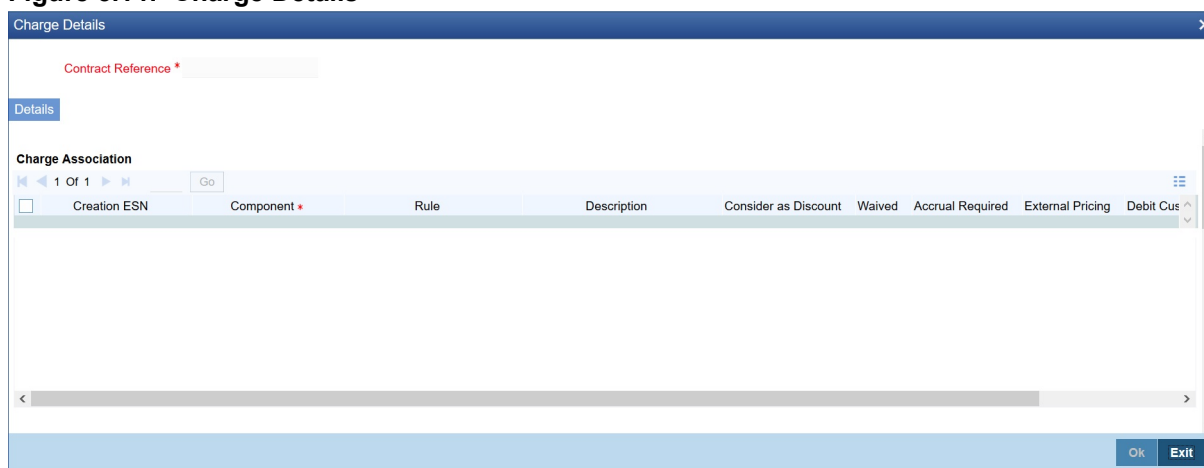 Charge Details
Contract Reference *
Details
Charge Association
1 Of 1 Go
Creation ESN Component * Rule Description Consider as Discount Waived Accrual Required External Pricing Debit Cus
Ok Exit